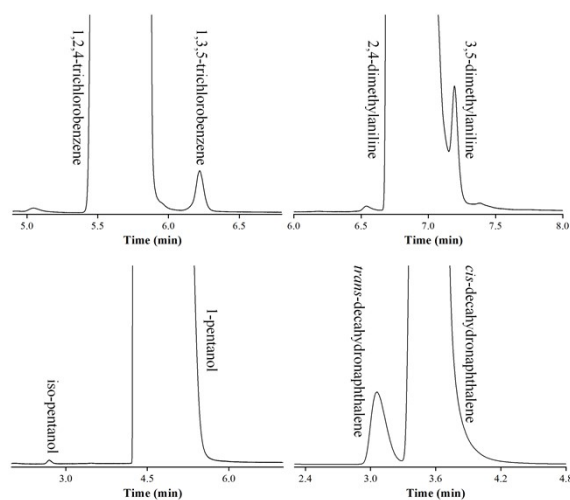 1,2,4-trichlorobenzene
1,3,5-trichlorobenzene
5.0 5.5 6.0 6.5
Time (min)
2,4-dimethylaniline
3,5-dimethylaniline
6.0 6.5 7.0 7.5 8.0
Time (min)
iso-pentanol
1-pentanol
3.0 4.5 6.0
Time (min)
trans-decahydronaphthalene
cis-decahydronaphthalene
2.4 3.0 3.6 4.2 4.8
Time (min)